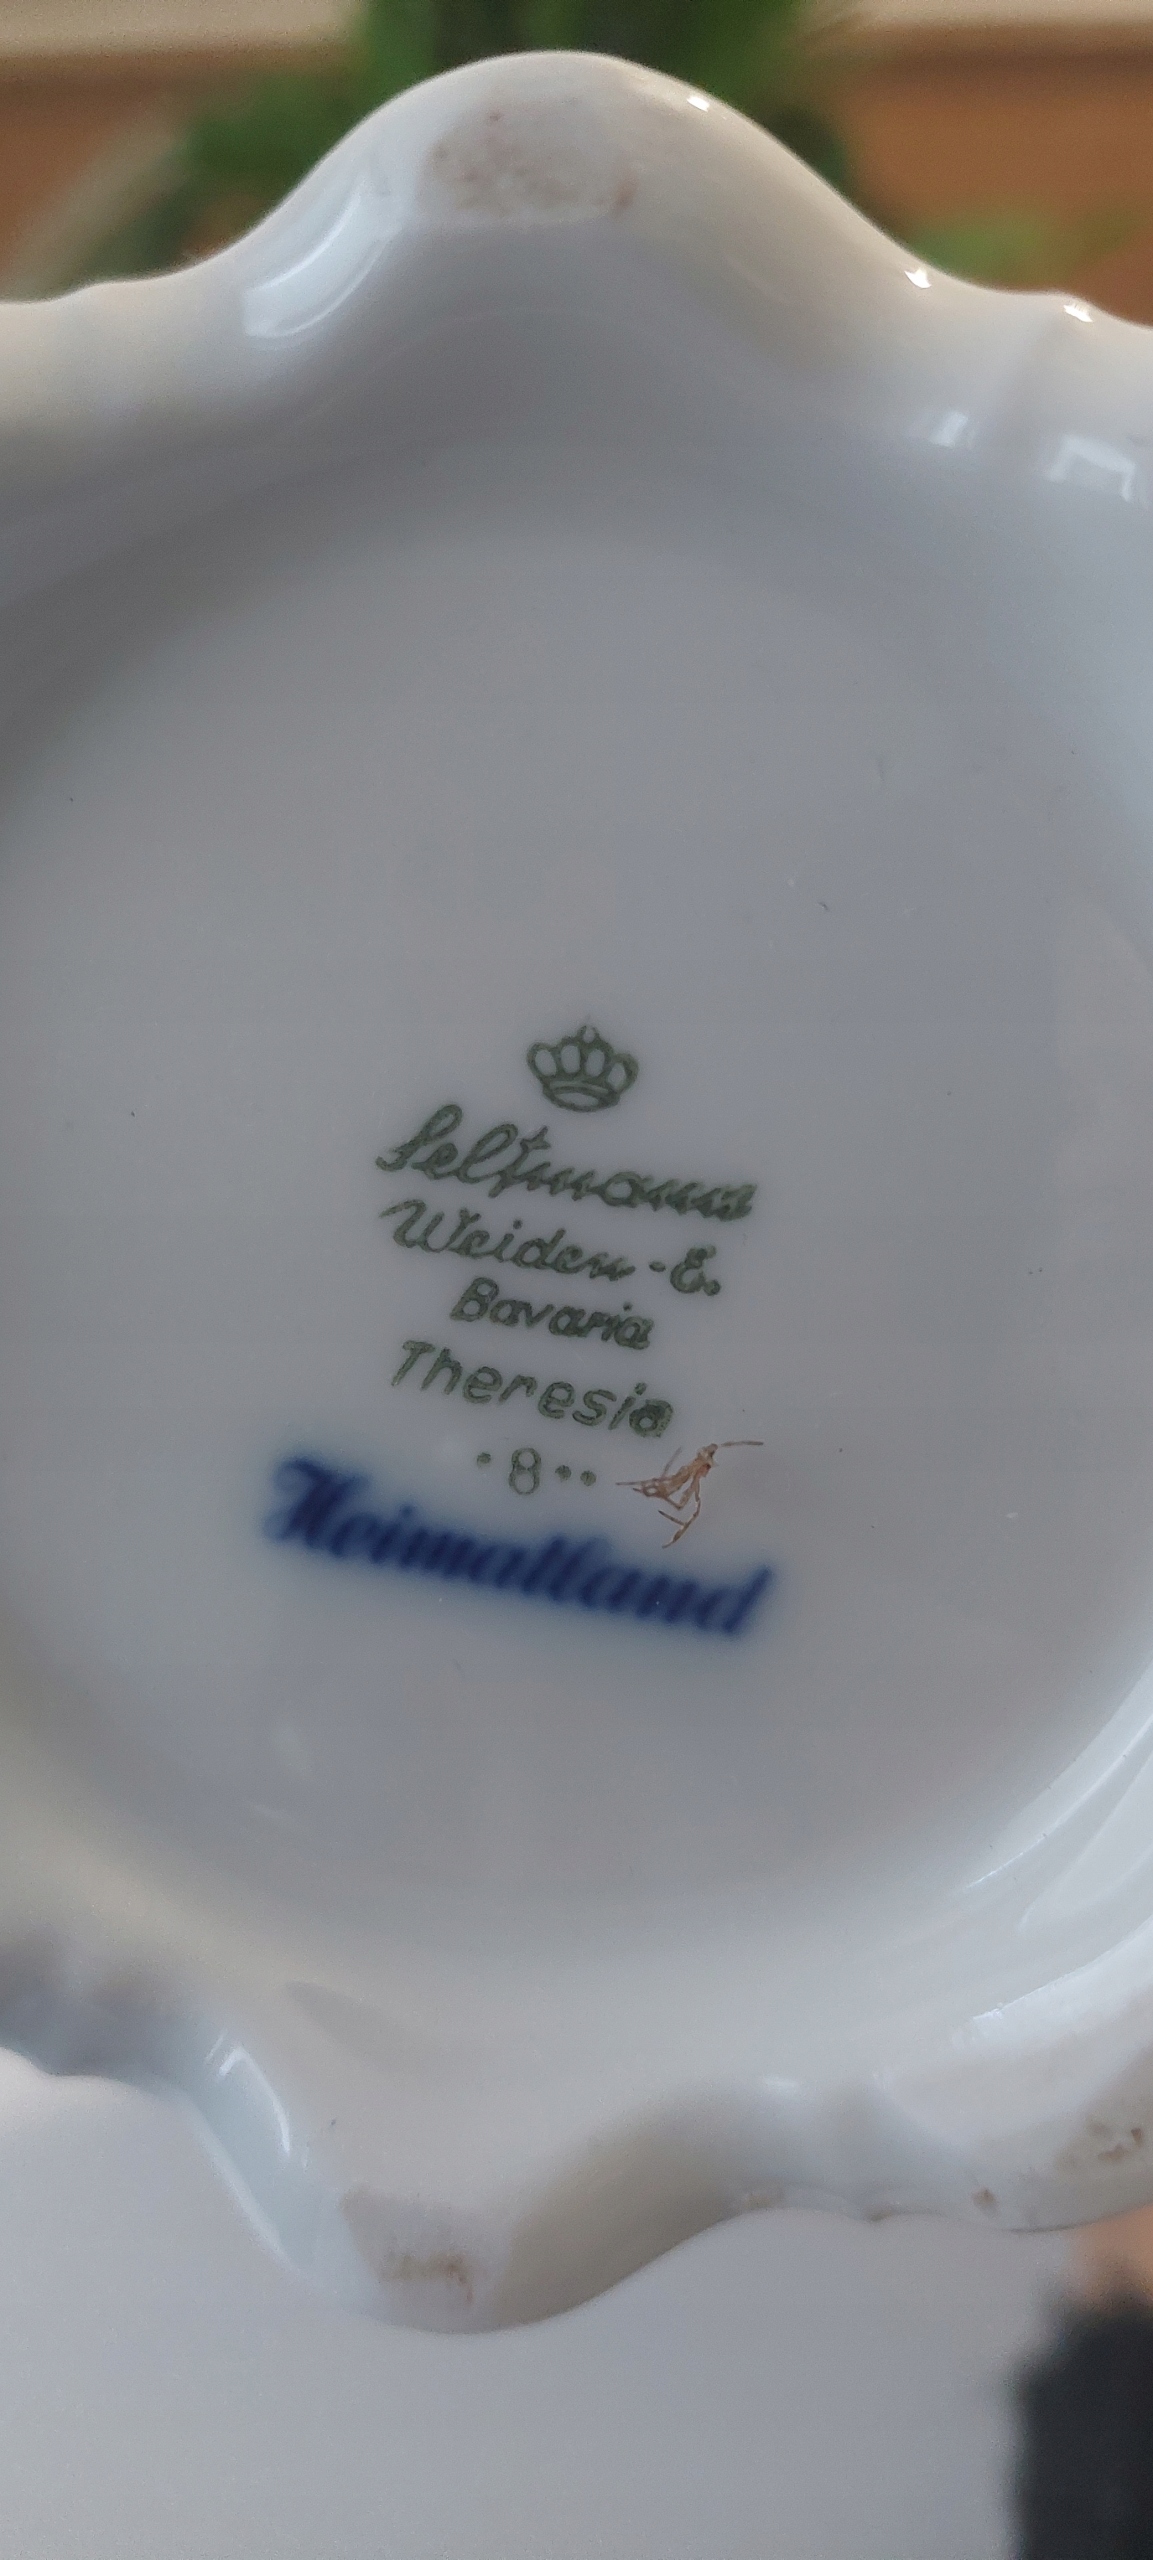 Seltmann
Weiden-E.
Bavaria
Theresia
·8··
Heimatland